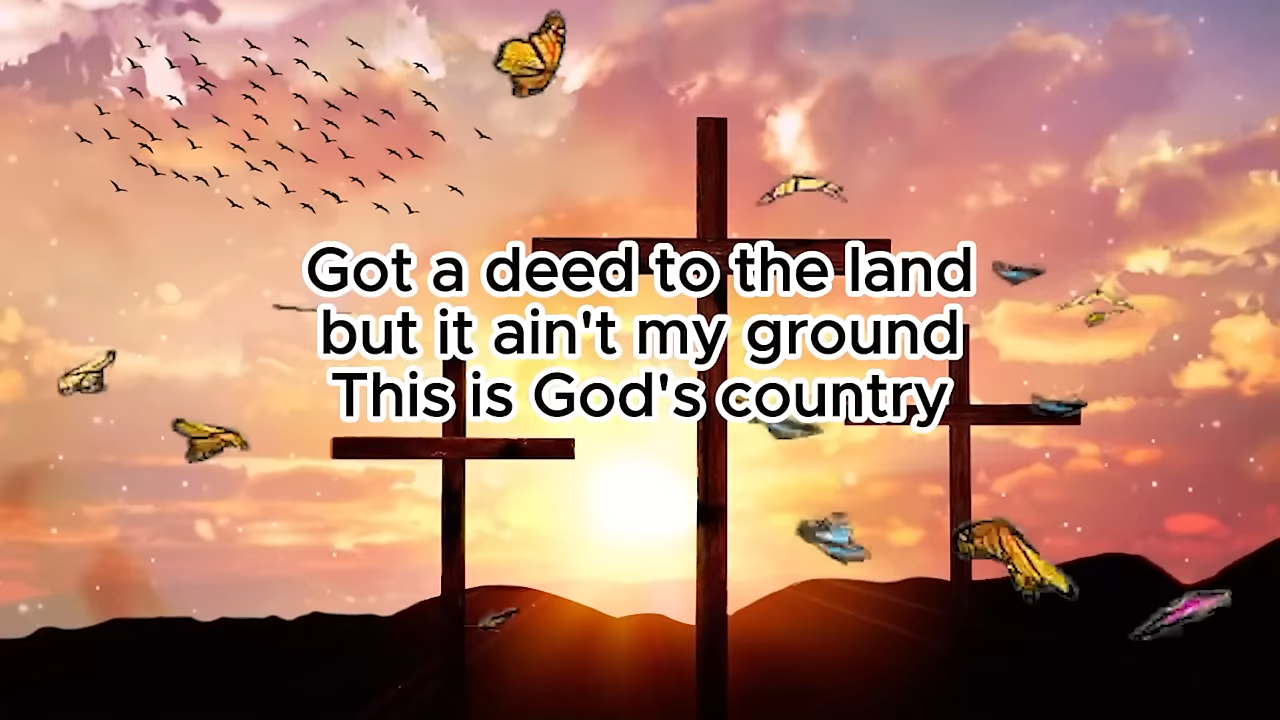 Got a deed to the land
but it ain't my ground
This is God's country